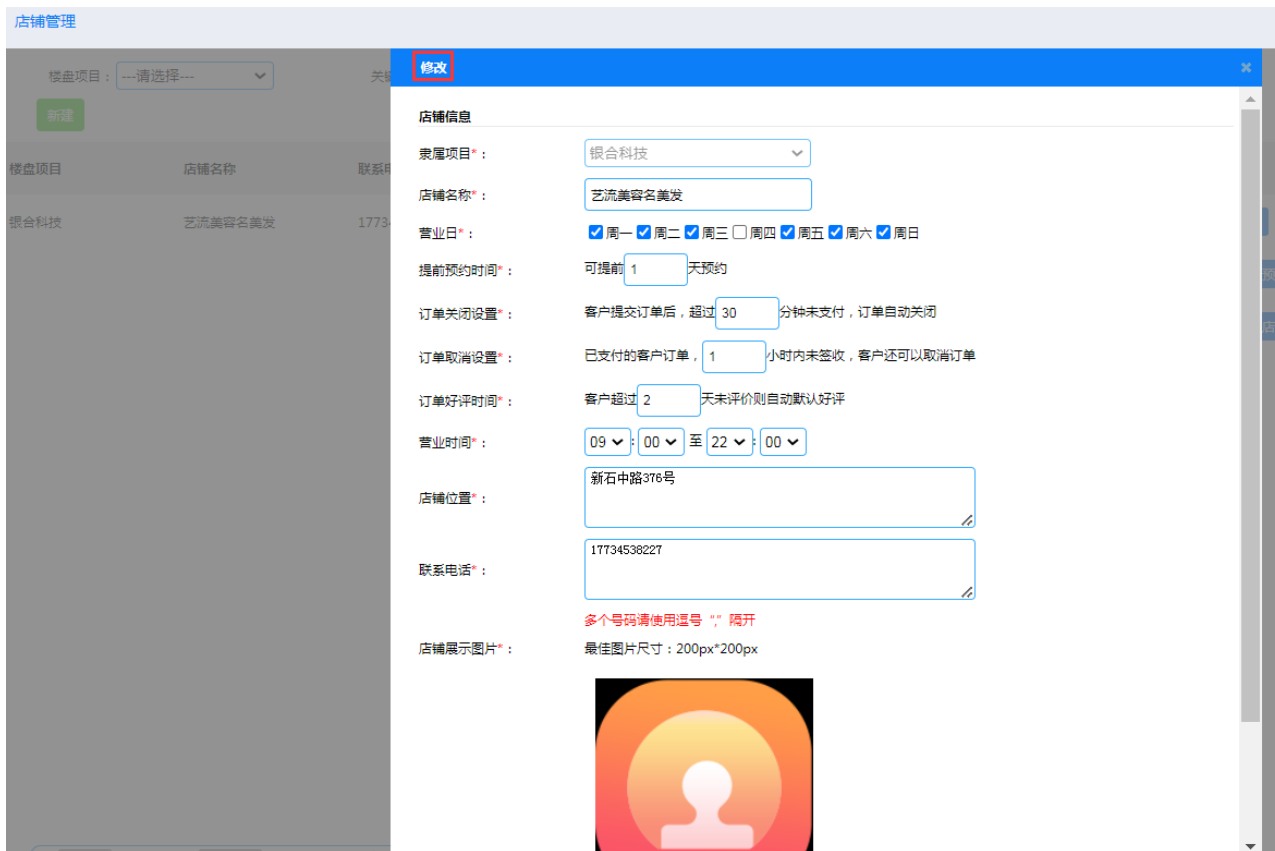 店铺管理
楼盘项目： ---请选择---
新建
楼盘项目 店铺名称
银合科技 艺流美容名美发 1773
修改
店铺信息
隶属项目*： 银合科技
店铺名称*： 艺流美容名美发
营业日*： 周一 周二 周三 周四 周五 周六 周日
提前预约时间*： 可提前 1 天预约
订单关闭设置*： 客户提交订单后，超过 30 分钟未支付，订单自动关闭
订单取消设置*： 已支付的客户订单， 1 小时内未签收，客户还可以取消订单
订单好评时间*： 客户超过 2 天未评价则自动默认好评
营业时间*： 09 : 00 至 22 : 00
店铺位置*： 新石中路376号
联系电话*： 17734538227
多个号码请使用逗号 “,” 隔开
店铺展示图片*： 最佳图片尺寸：200px*200px